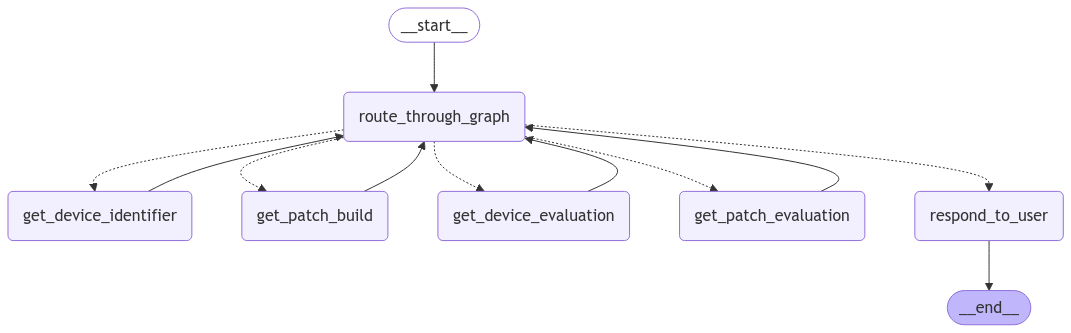 __start__
route_through_graph
get_device_identifier
get_patch_build
get_device_evaluation
get_patch_evaluation
respond_to_user
__end__